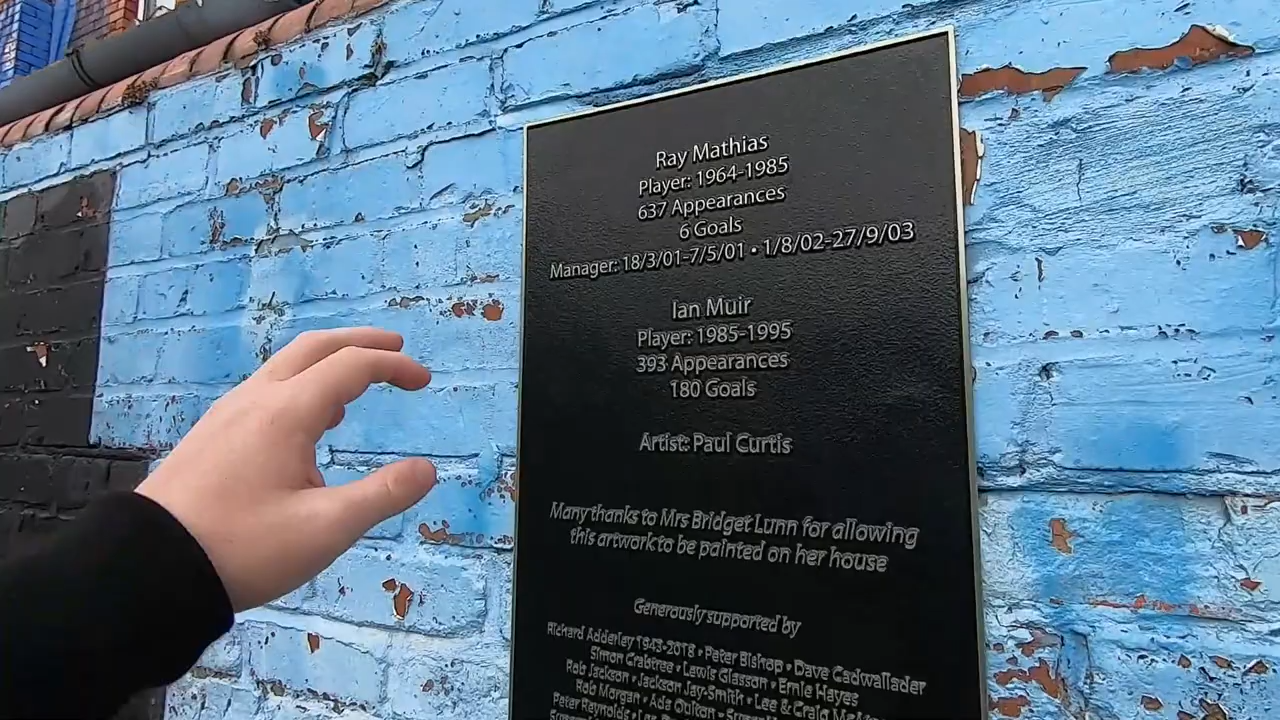 Ray Mathias
Player: 1964-1985
637 Appearances
6 Goals
Manager: 18/3/01-7/5/01 • 1/8/02-27/9/03
Ian Muir
Player: 1985-1995
393 Appearances
180 Goals
Artist: Paul Curtis
Many thanks to Mrs Bridget Lunn for allowing
this artwork to be painted on her house
Generously supported by
Richard Adderley 1943-2018 • Peter Bishop • Dave Cadwallader
Simon Crabtree • Lewis Glasson • Ernie Hayes
Rob Jackson • Jackson Jay-Smith • Lee & Craig
Rob Morgan • Ade Oulton •
Peter Reynolds •